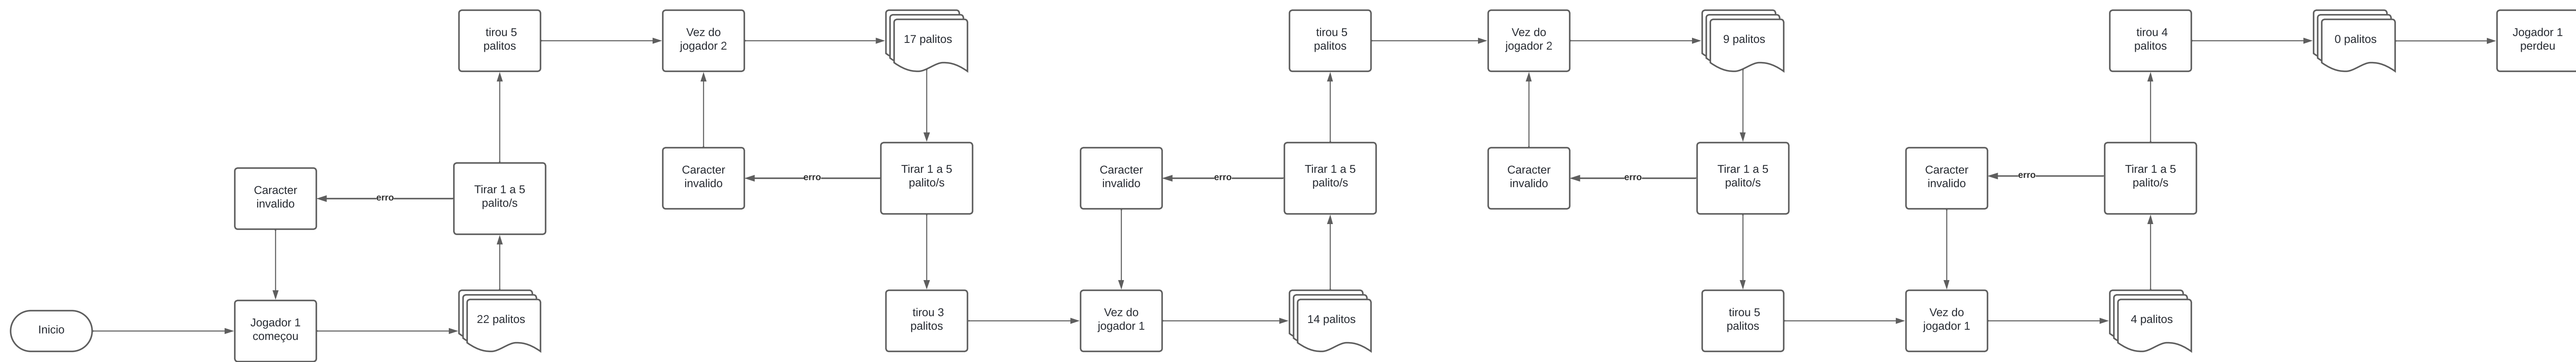 Inicio
Jogador 1
começou
22 palitos
Tirar 1 a 5
palito/s
erro
Caracter
invalido
tirou 5
palitos
Vez do
jogador 2
17 palitos
Tirar 1 a 5
palito/s
erro
Caracter
invalido
tirou 3
palitos
Vez do
jogador 1
14 palitos
Tirar 1 a 5
palito/s
erro
Caracter
invalido
tirou 5
palitos
Vez do
jogador 2
9 palitos
Tirar 1 a 5
palito/s
erro
Caracter
invalido
tirou 5
palitos
Vez do
jogador 1
4 palitos
Tirar 1 a 5
palito/s
erro
Caracter
invalido
tirou 4
palitos
0 palitos
Jogador 1
perdeu